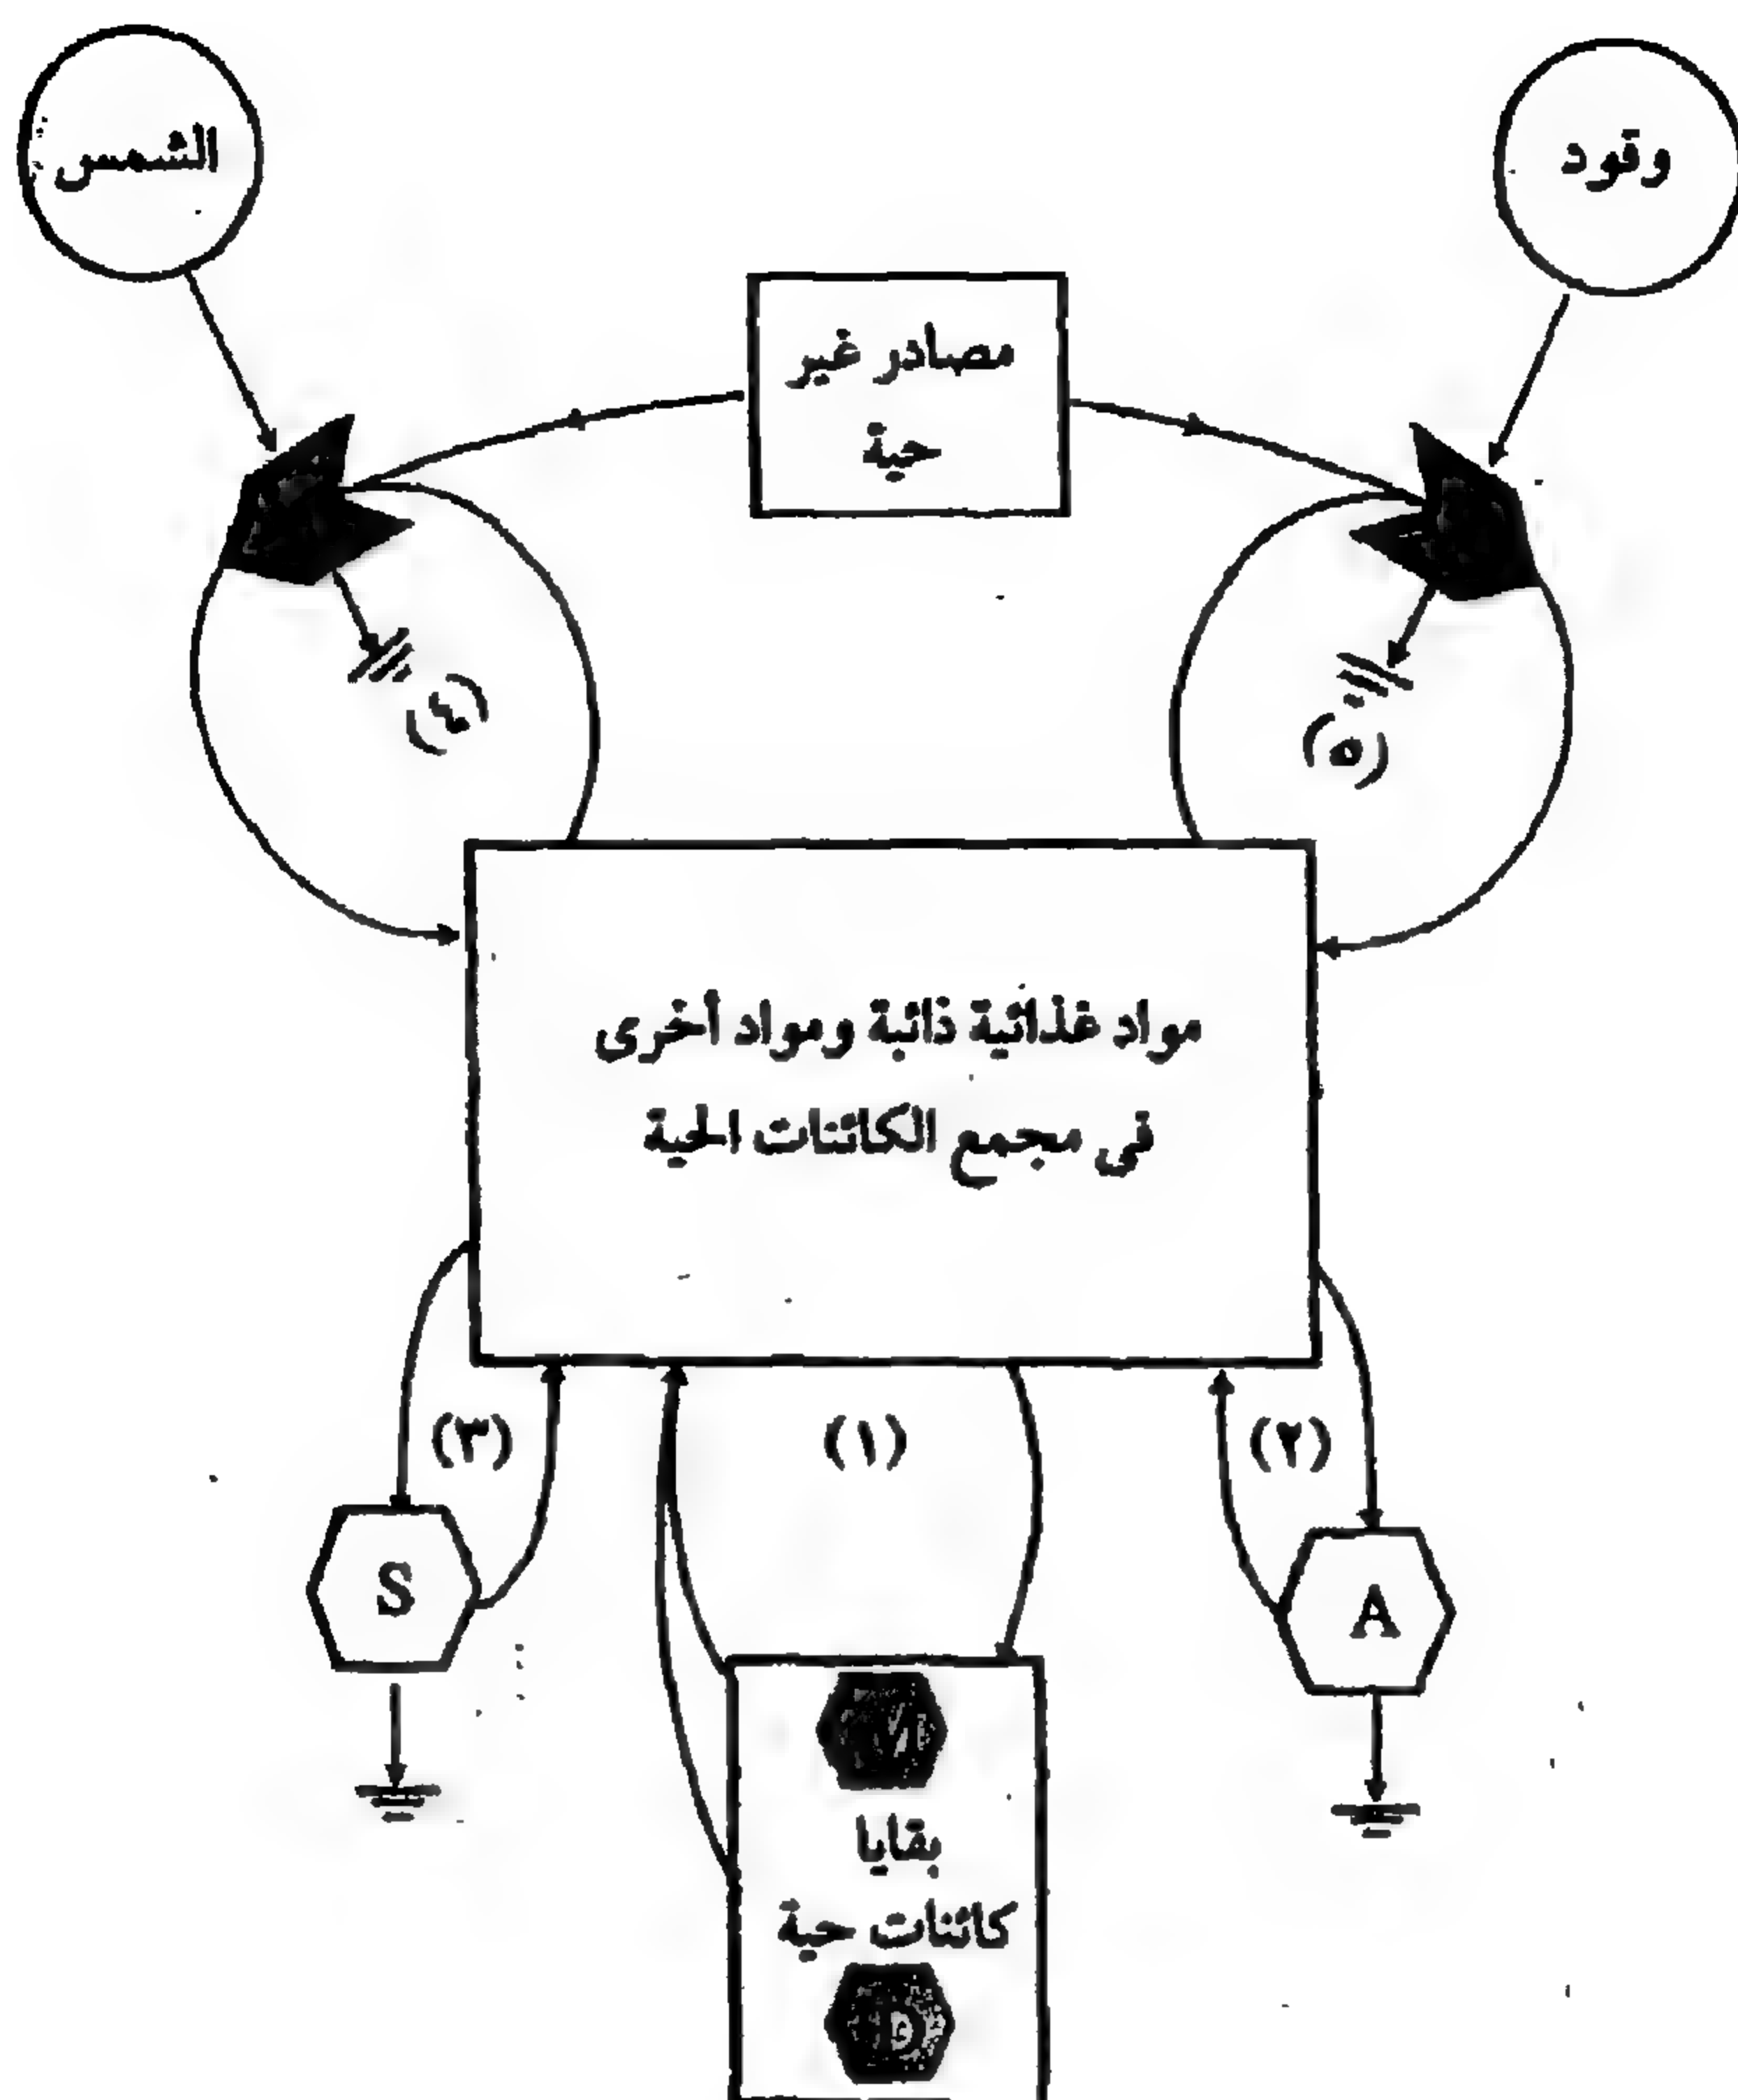 وقود
الشمس
مصادر غير
حية
(٤)
(٥)
مواد غذائية ذائبة ومواد أخرى
في مجمع الكائنات الحية
(٣)
(١)
(٢)
S
A
M
بقايا
كائنات حية
D